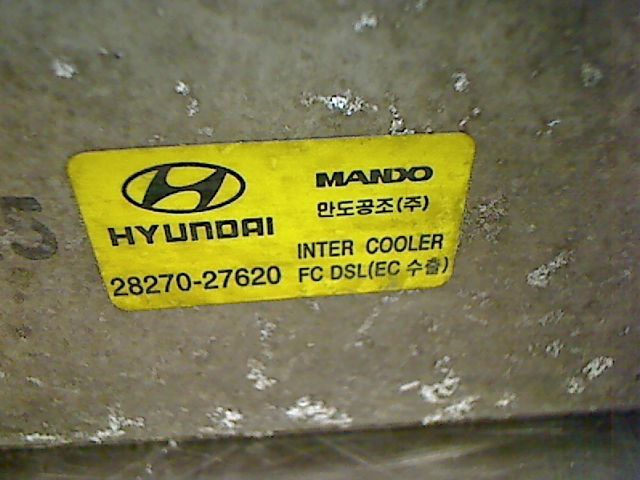 HYUNDAI
28270-27620
MANDO
만도공조(주)
INTER COOLER
FC DSL(EC 수출)